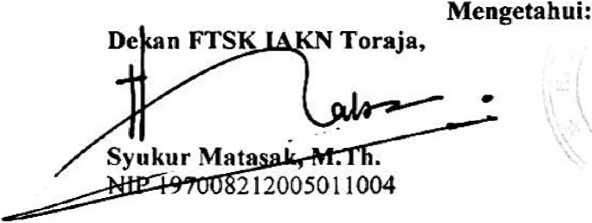 Mengetahui:
Dekan FTSK IAKN Toraja,
Syukur Matasak, M.Th.
NIP 197008212005011004